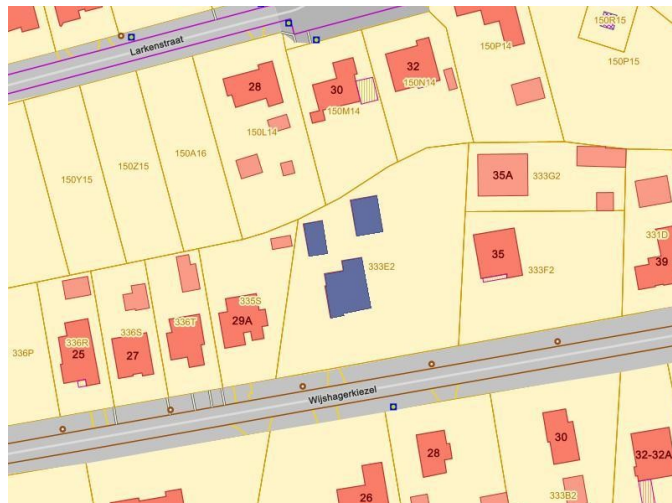 150R15
Larkenstraat
150P14
150P15
32
28
30
150N14
150M14
150L14
150A16
150Z15
150Y15
35A
333G2
331D
35
39
333E2
333F2
335S
29A
336T
336S
336R
336P
25
27
Wijshagerkiezel
28
30
32-32A
26
333B2